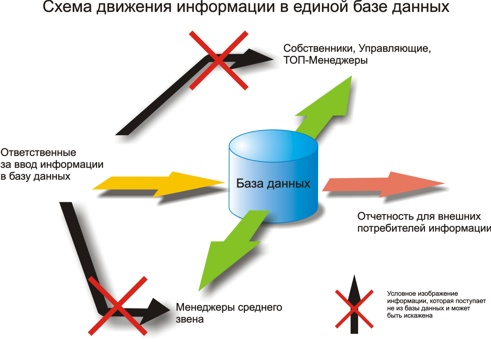 Схема движения информации в единой базе данных
Собственники, Управляющие,
ТОП-Менеджеры
Ответственные
за ввод информации
в базу данных
База данных
Отчетность для внешних
потребителей информации
Менеджеры среднего
звена
Условное изображение
информации, которая поступает
не из базы данных и может
быть искажена